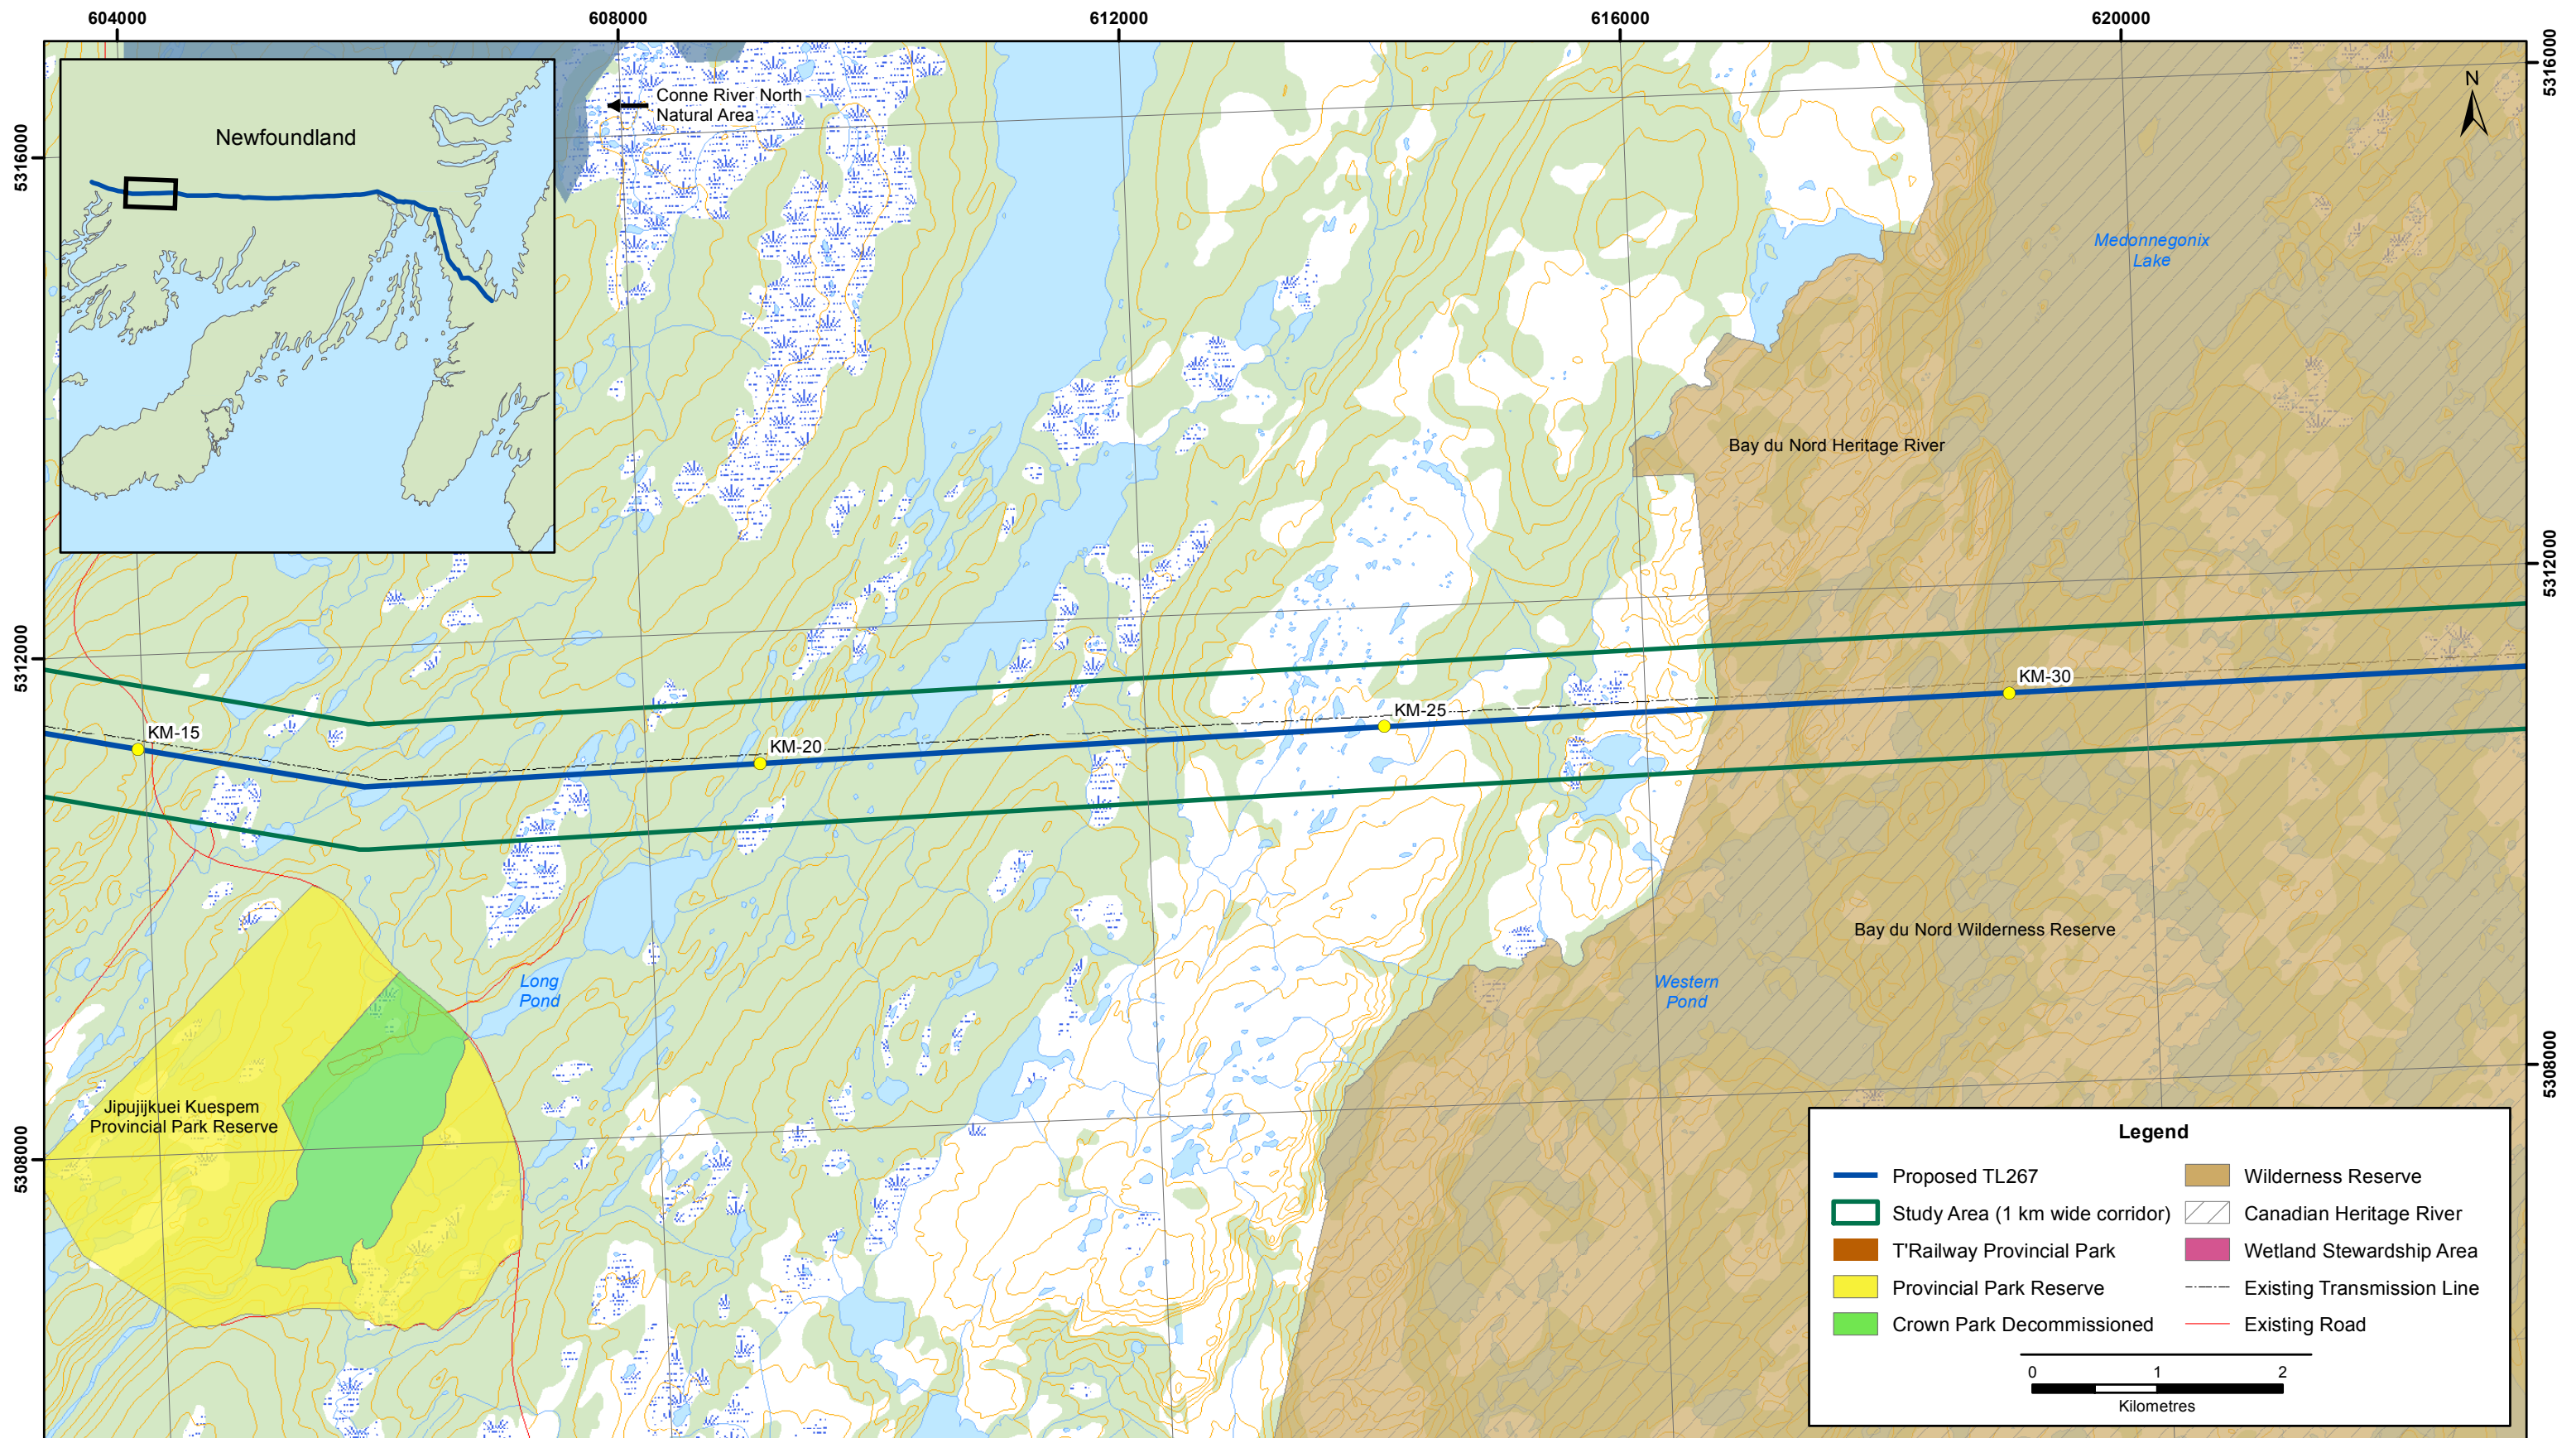 604000
608000
612000
616000
620000
5316000
5312000
5308000
5316000
5312000
5308000
Newfoundland
Conne River North
Natural Area
N
Medonnegonix
Lake
Bay du Nord Heritage River
KM-15
KM-20
KM-25
KM-30
Bay du Nord Wilderness Reserve
Long
Pond
Western
Pond
Jipujijkuei Kuespem
Provincial Park Reserve
Legend
Proposed TL267
Study Area (1 km wide corridor)
T'Railway Provincial Park
Provincial Park Reserve
Crown Park Decommissioned
Wilderness Reserve
Canadian Heritage River
Wetland Stewardship Area
Existing Transmission Line
Existing Road
0 1 2
Kilometres